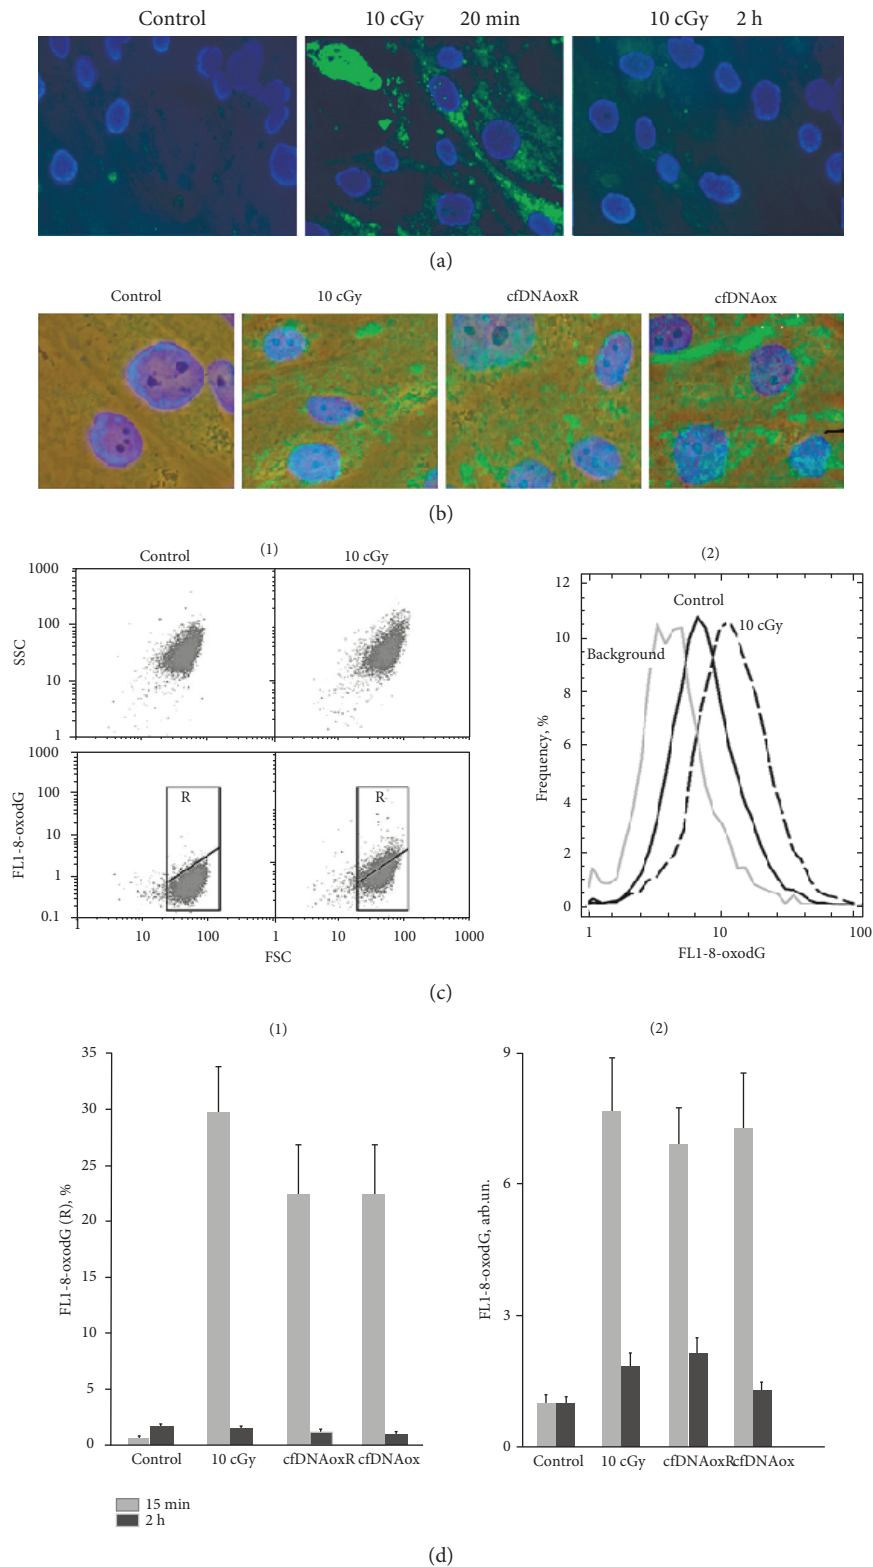 Control 10 cGy 20 min 10 cGy 2 h
(a)
Control 10 cGy cfDNAoxR cfDNAox
(b)
(1)
Control 10 cGy
1000
100
10
1
SSC
1000
100
10
1
0.1
FL1-8-oxodG
R R
1 10 100 1 10 100 1000
FSC
(2)
12
10
8
6
4
2
0
Frequency, %
Control
10 cGy
Background
1 10 100
FL1-8-oxodG
(c)
(1)
35
30
25
20
15
10
5
0
FL1-8-oxodG (R), %
Control 10 cGy cfDNAoxR cfDNAox
15 min
2 h
(2)
9
6
3
0
FL1-8-oxodG, arb.un.
Control 10 cGy cfDNAoxR cfDNAox
(d)